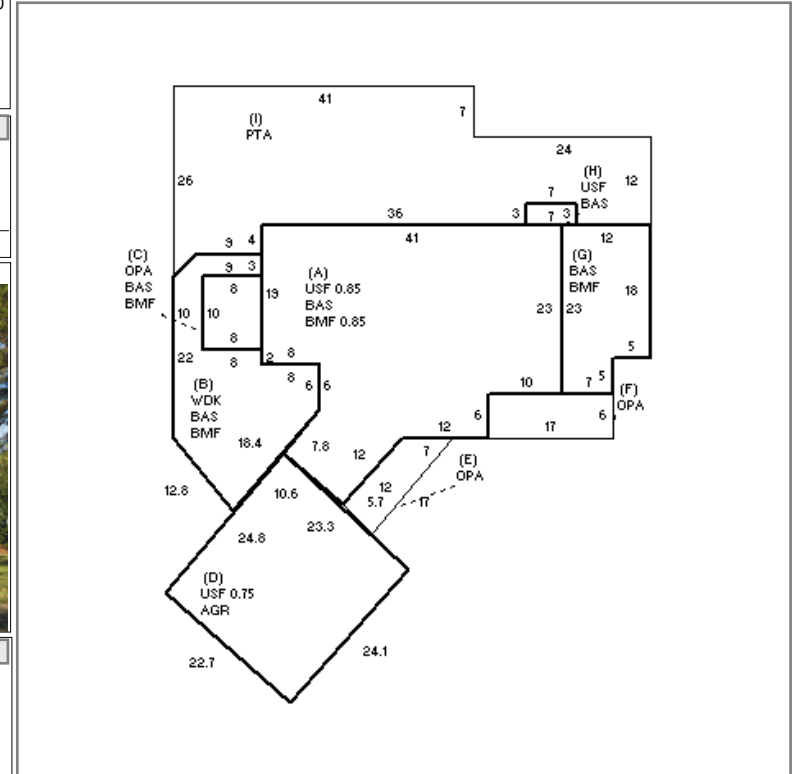 41
7
(I)
PTA
24
26
(H)
USF
BAS
12
7
36
3
7
3
9
4
41
12
(C)
OPA
BAS
BMF
9
3
(G)
BAS
BMF
(A)
USF 0.85
BAS
BMF 0.85
8
19
18
10
10
23
23
8
2
8
5
22
8
8
6
6
10
7
5
(B)
WDK
BAS
BMF
(F)
OPA
6
6
12
17
18.4
7.8
12
7
(E)
OPA
12.8
10.6
12
5.7
17
23.3
24.8
(D)
USF 0.75
AGR
24.1
22.7